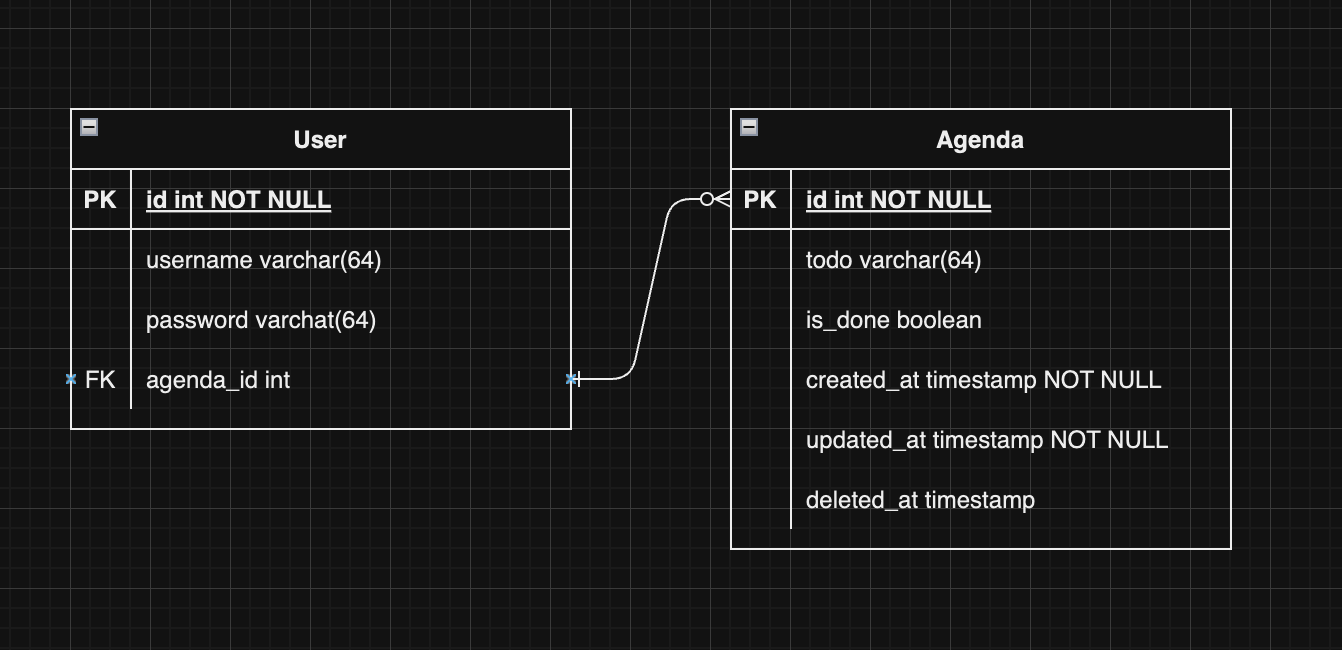 User
PK id int NOT NULL
username varchar(64)
password varchat(64)
FK agenda_id int
Agenda
PK id int NOT NULL
todo varchar(64)
is_done boolean
created_at timestamp NOT NULL
updated_at timestamp NOT NULL
deleted_at timestamp